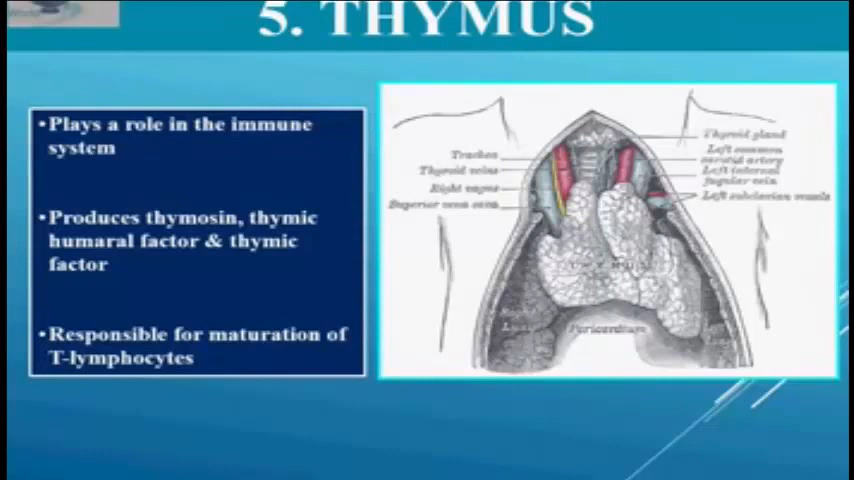 5. THYMUS
•Plays a role in the immune
system
•Produces thymosin, thymic
humaral factor & thymic
factor
•Responsible for maturation of
T-lymphocytes
Trachea
Thyroid veins
Right vagus
Superior vena cava
Thyroid gland
Left common
carotid artery
Left internal
jugular vein
Left subclavian vessels
Pericardium